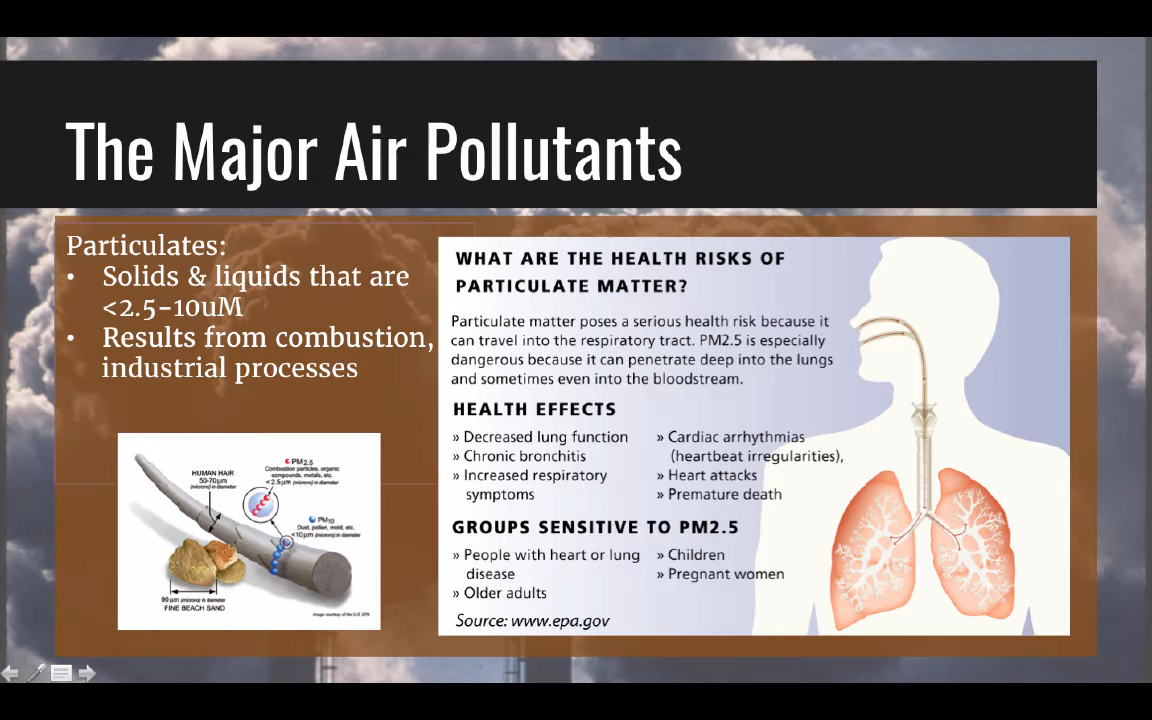 The Major Air Pollutants
Particulates:
• Solids & liquids that are
<2.5-10uM
• Results from combustion,
industrial processes
HUMAN HAIR
50-70μm
(microns) in diameter
PM2.5
Combustion particles, organic
compounds, metals, etc.
<2.5μm (microns) in diameter
PM10
Dust, pollen, mold, etc.
<10μm (microns) in diameter
90 μm (microns) in diameter
FINE BEACH SAND
Image courtesy of the U.S. EPA
WHAT ARE THE HEALTH RISKS OF
PARTICULATE MATTER?
Particulate matter poses a serious health risk because it
can travel into the respiratory tract. PM2.5 is especially
dangerous because it can penetrate deep into the lungs
and sometimes even into the bloodstream.
HEALTH EFFECTS
» Decreased lung function
» Chronic bronchitis
» Increased respiratory
symptoms
» Cardiac arrhythmias
(heartbeat irregularities),
» Heart attacks
» Premature death
GROUPS SENSITIVE TO PM2.5
» People with heart or lung
disease
» Older adults
» Children
» Pregnant women
Source: www.epa.gov